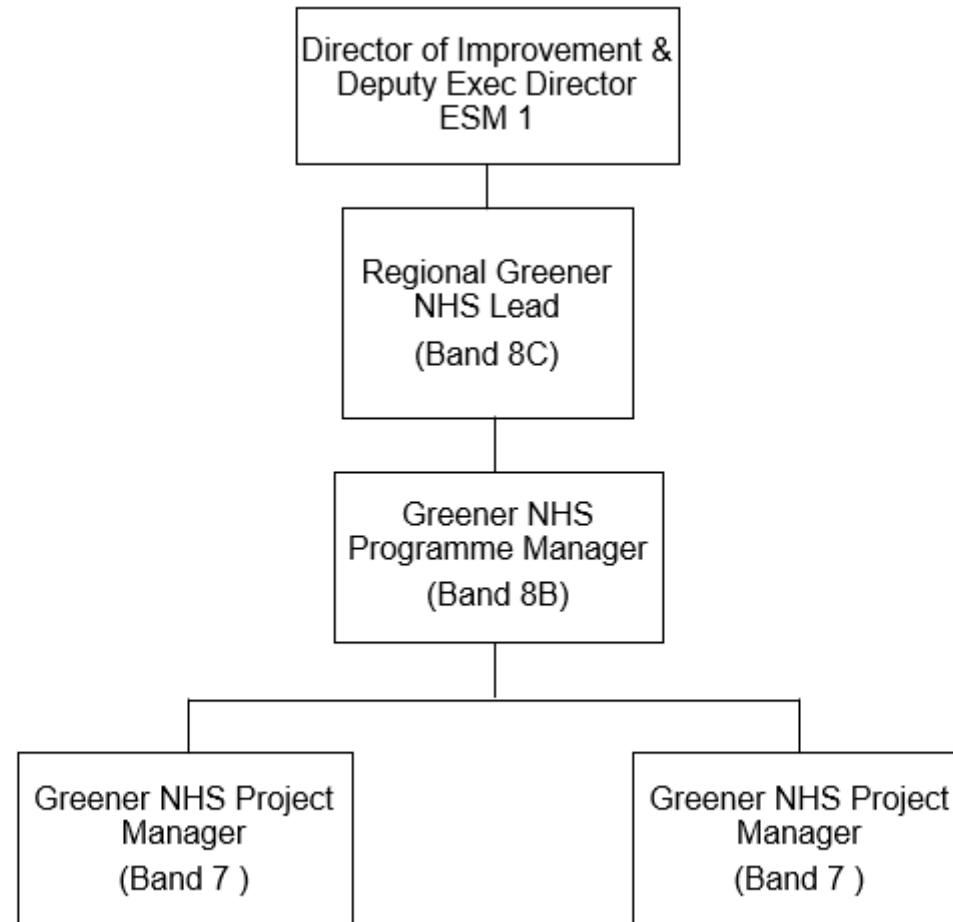 Director of Improvement &
Deputy Exec Director
ESM 1
Regional Greener
NHS Lead
(Band 8C)
Greener NHS
Programme Manager
(Band 8B)
Greener NHS Project
Manager
(Band 7 )
Greener NHS Project
Manager
(Band 7 )